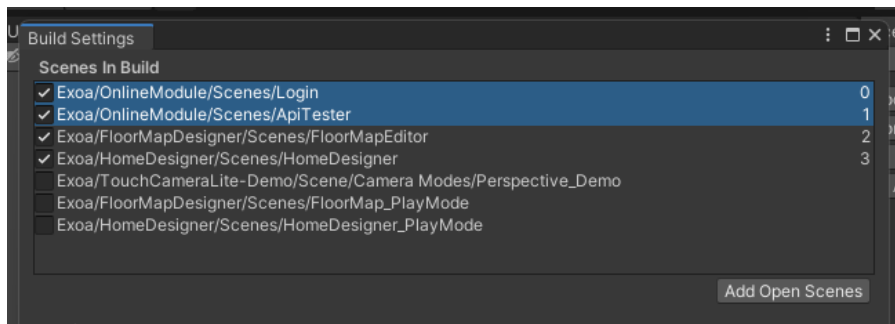 Build Settings
Scenes In Build
Exoa/OnlineModule/Scenes/Login 0
Exoa/OnlineModule/Scenes/ApiTester 1
Exoa/FloorMapDesigner/Scenes/FloorMapEditor 2
Exoa/HomeDesigner/Scenes/HomeDesigner 3
Exoa/TouchCameraLite-Demo/Scene/Camera Modes/Perspective_Demo
Exoa/FloorMapDesigner/Scenes/FloorMap_PlayMode
Exoa/HomeDesigner/Scenes/HomeDesigner_PlayMode
Add Open Scenes